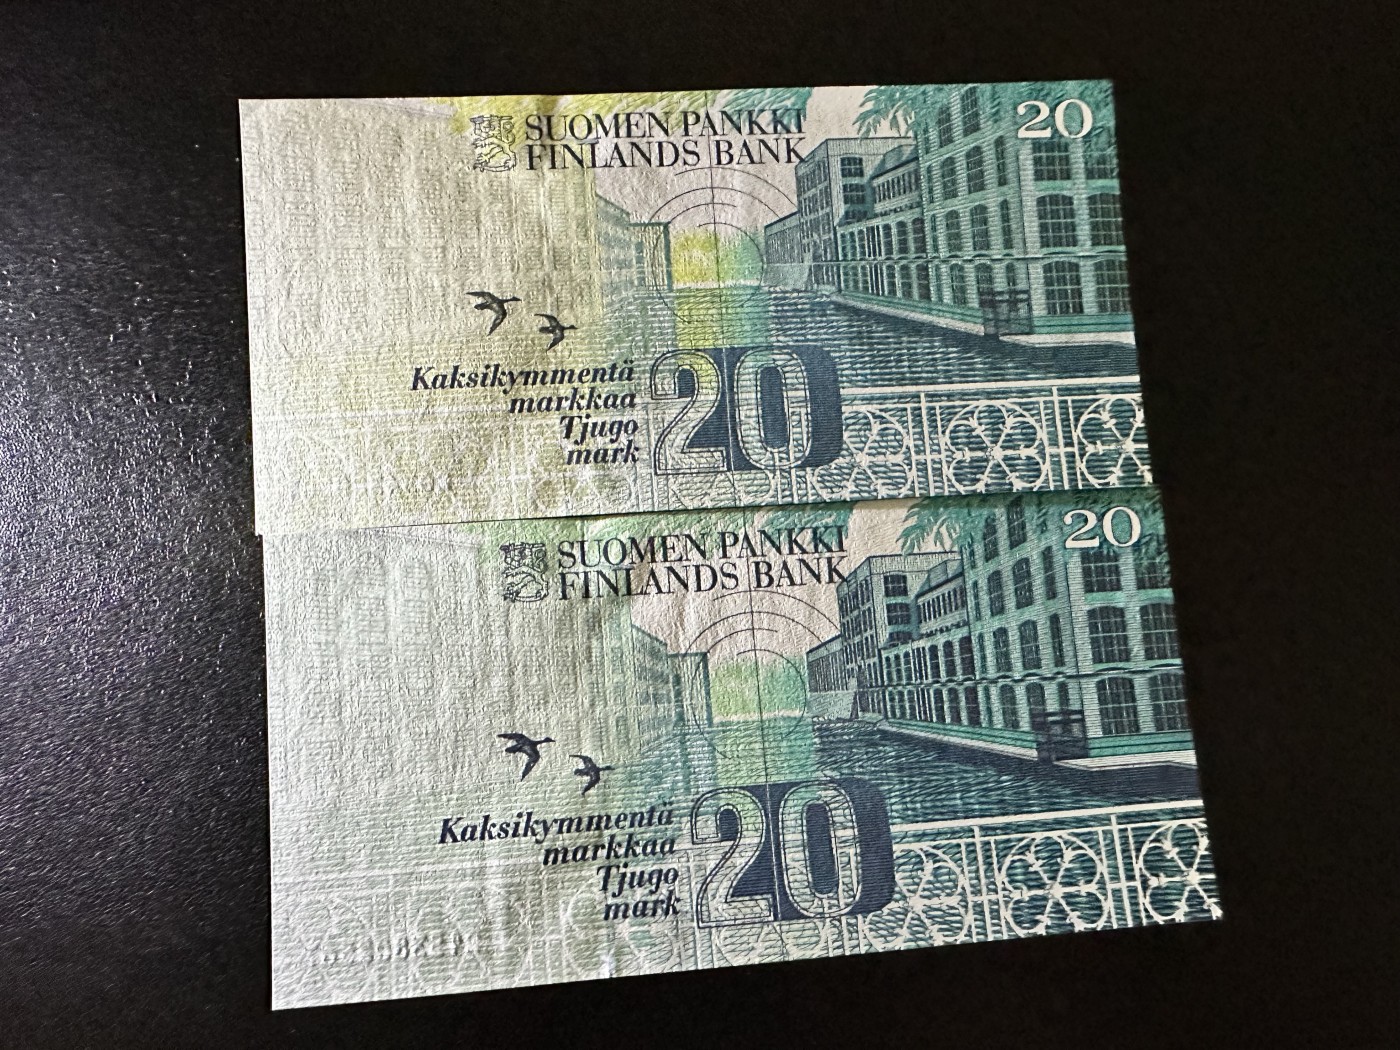 SUOMEN PANKKI
FINLANDS BANK
20
Kaksikymmentä
markkaa
Tjugo
mark
20
SUOMEN PANKKI
FINLANDS BANK
20
Kaksikymmentä
markkaa
Tjugo
mark
20